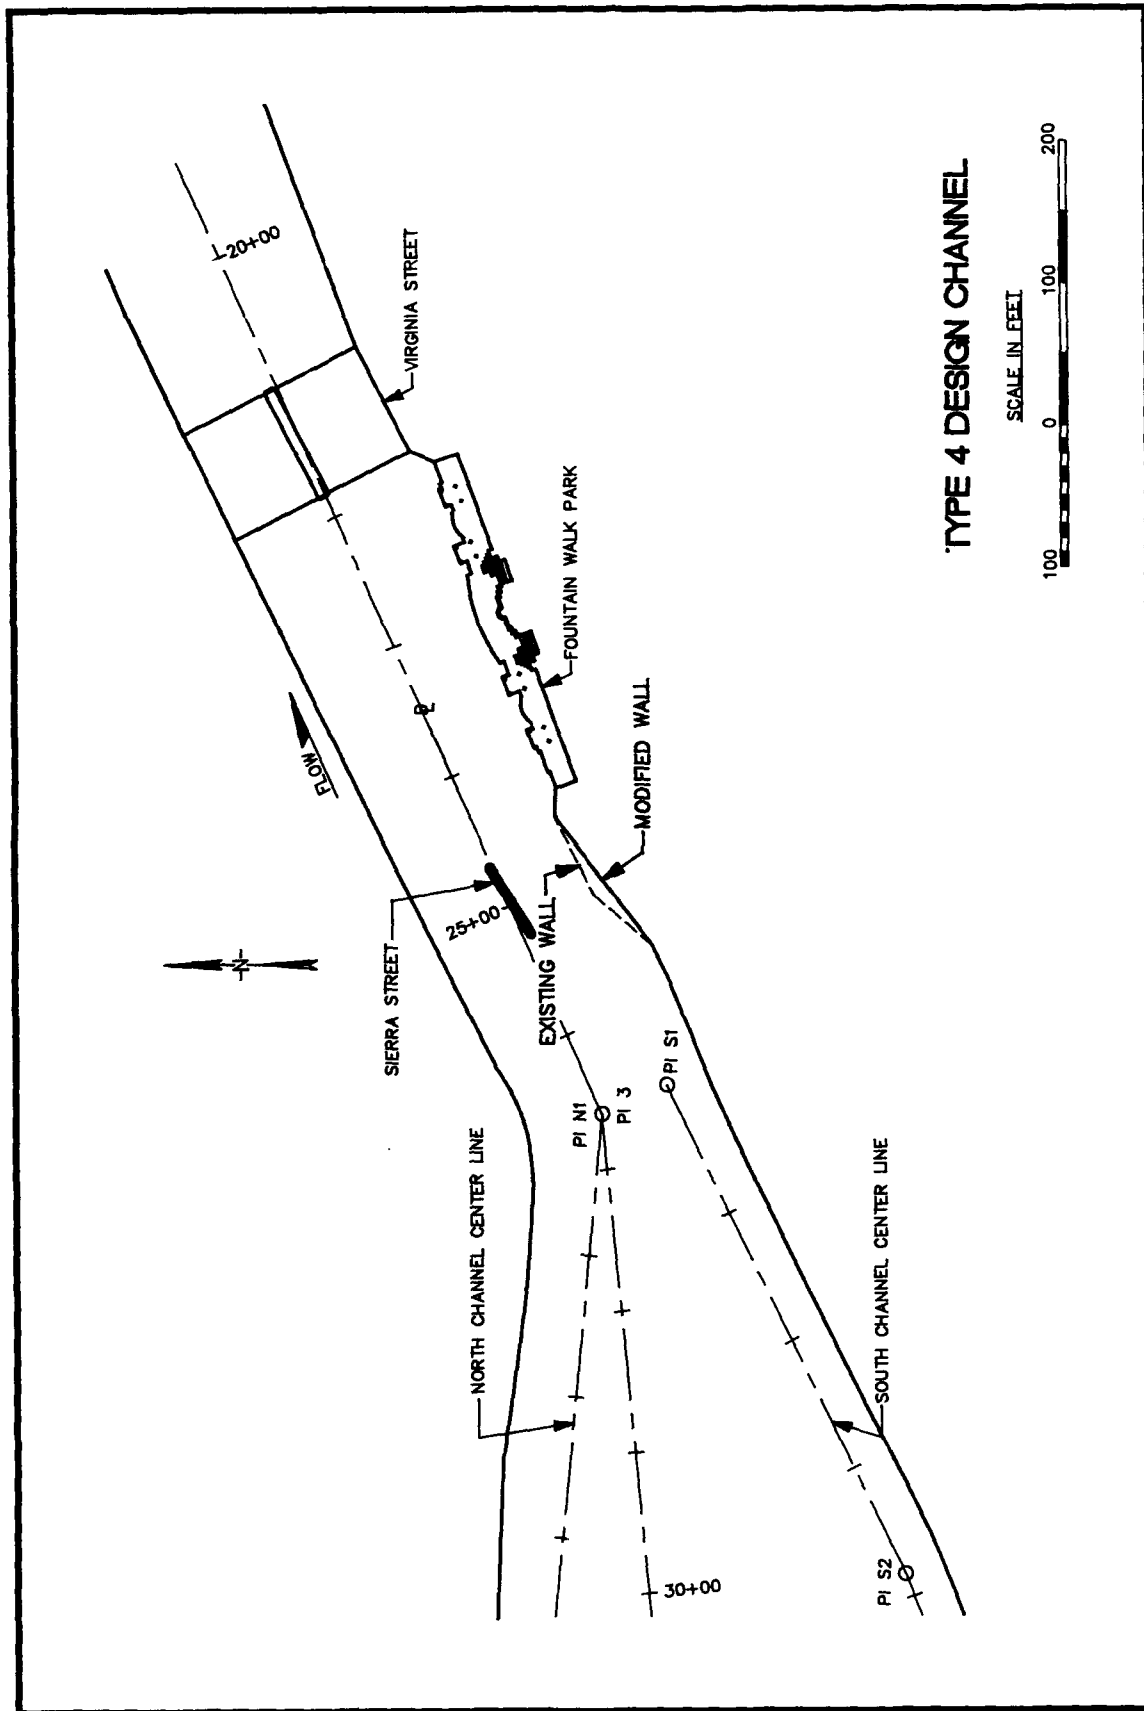 20+00
VIRGINIA STREET
FLOW
FOUNTAIN WALK PARK
MODIFIED WALL
SIERRA STREET
25+00
EXISTING WALL
N
PI N1
PI 3
PI S1
NORTH CHANNEL CENTER LINE
SOUTH CHANNEL CENTER LINE
30+00
PI S2
TYPE 4 DESIGN CHANNEL
SCALE IN FEET
100 0 100 200